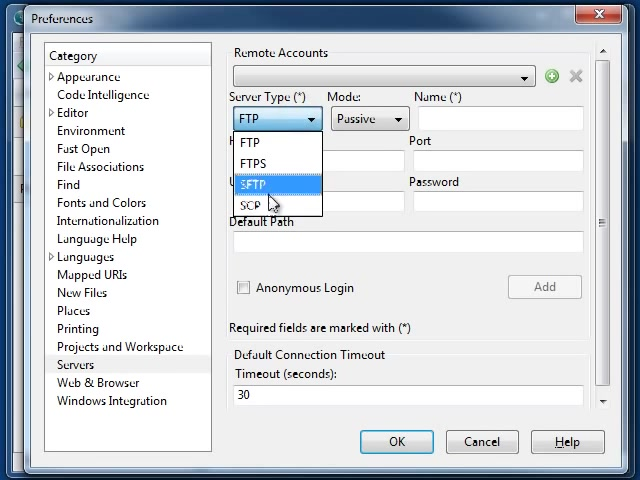 Preferences
Category
Appearance
Code Intelligence
Editor
Environment
Fast Open
File Associations
Find
Fonts and Colors
Internationalization
Language Help
Languages
Mapped URIs
New Files
Places
Printing
Projects and Workspace
Servers
Web & Browser
Windows Integration
Remote Accounts
Server Type (*) Mode: Name (*)
FTP Passive
FTP
FTPS
SFTP
SCP
Port
Password
Default Path
Anonymous Login
Add
Required fields are marked with (*)
Default Connection Timeout
Timeout (seconds):
30
OK Cancel Help